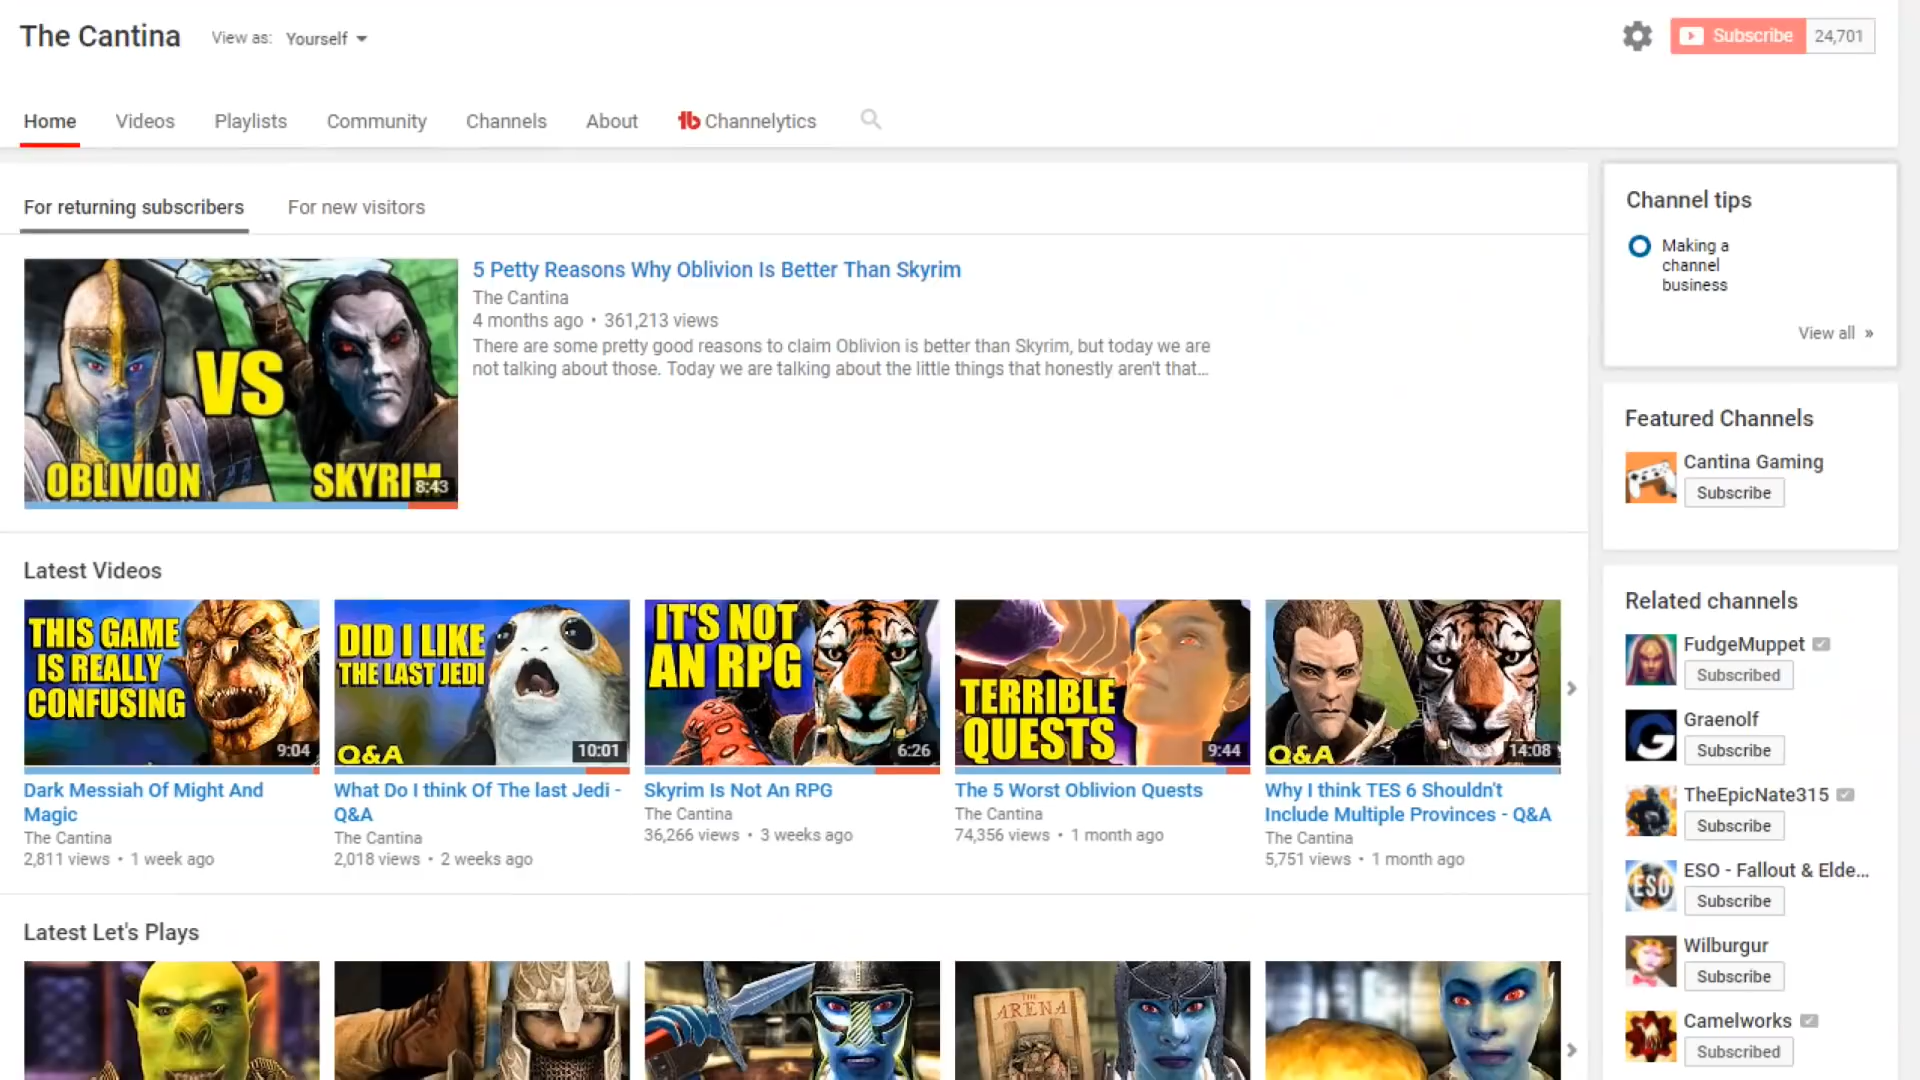 The Cantina View as: Yourself
Subscribe 24,701
Home Videos Playlists Community Channels About tb Channelytics
For returning subscribers For new visitors
VS
OBLIVION
SKYRIM
8:43
5 Petty Reasons Why Oblivion Is Better Than Skyrim
The Cantina
4 months ago • 361,213 views
There are some pretty good reasons to claim Oblivion is better than Skyrim, but today we are
not talking about those. Today we are talking about the little things that honestly aren't that...
Latest Videos
THIS GAME
IS REALLY
CONFUSING
9:04
Dark Messiah Of Might And
Magic
The Cantina
2,811 views • 1 week ago
DID I LIKE
THE LAST JEDI
Q&A
10:01
What Do I think Of The last Jedi -
Q&A
The Cantina
2,018 views • 2 weeks ago
IT'S NOT
AN RPG
6:26
Skyrim Is Not An RPG
The Cantina
36,266 views • 3 weeks ago
TERRIBLE
QUESTS
9:44
The 5 Worst Oblivion Quests
The Cantina
74,356 views • 1 month ago
Q&A
14:08
Why I think TES 6 Shouldn't
Include Multiple Provinces - Q&A
The Cantina
5,751 views • 1 month ago
Latest Let's Plays
THE
ARENA
Channel tips
Making a
channel
business
View all »
Featured Channels
Cantina Gaming
Subscribe
Related channels
FudgeMuppet
Subscribed
Graenolf
Subscribe
TheEpicNate315
Subscribe
ESO
ESO - Fallout & Elde...
Subscribe
Wilburgur
Subscribe
Camelworks
Subscribed